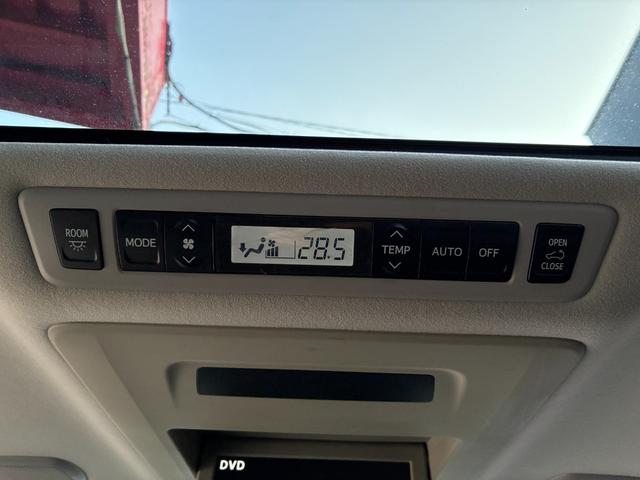 ROOM
MODE
28.5
TEMP
AUTO
OFF
OPEN
CLOSE
DVD